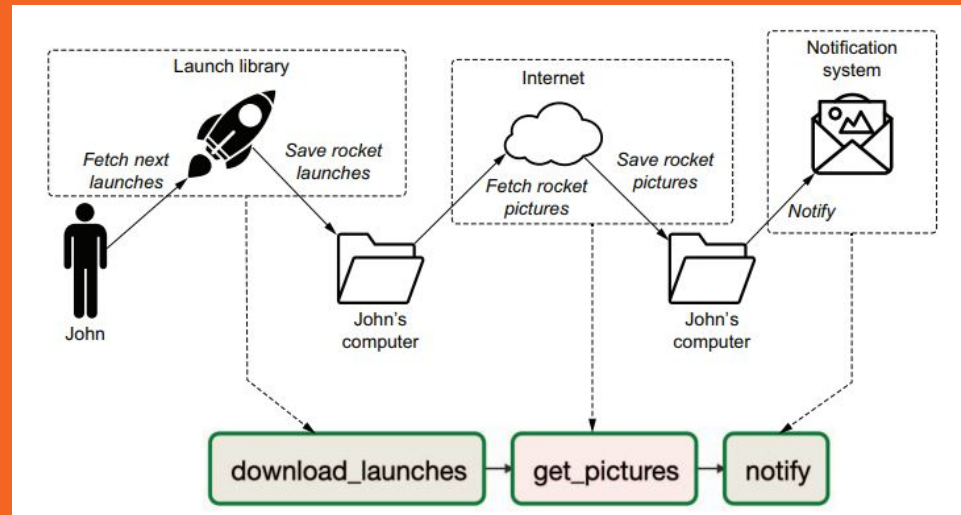 Launch library
Fetch next
launches
Save rocket
launches
John
John's
computer
Internet
Fetch rocket
pictures
Save rocket
pictures
John's
computer
Notification
system
Notify
download_launches
get_pictures
notify